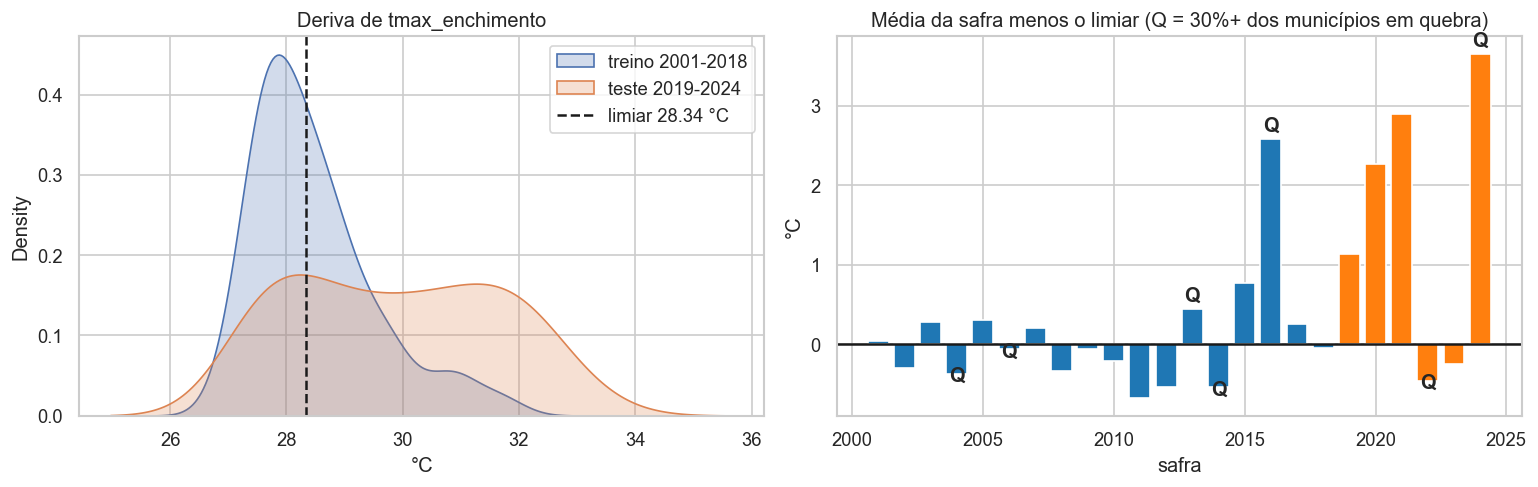 Deriva de tmax_enchimento
treino 2001-2018
teste 2019-2024
limiar 28.34 °C
Density
0.4
0.3
0.2
0.1
0.0
26
28
30
32
34
36
°C
Média da safra menos o limiar (Q = 30%+ dos municípios em quebra)
°C
3
2
1
0
Q
Q
Q
Q
Q
Q
Q
2000
2005
2010
2015
2020
2025
safra